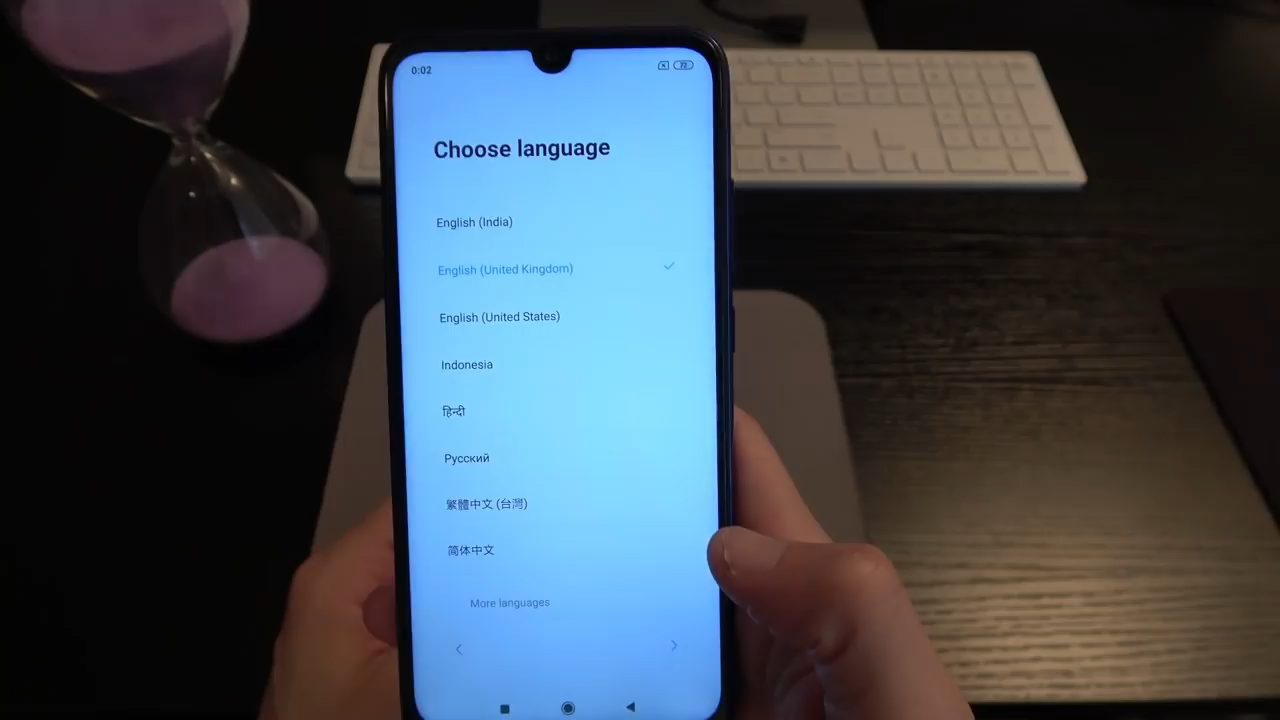 0:02
72
Choose language
English (India)
English (United Kingdom)
English (United States)
Indonesia
हिन्दी
Русский
繁體中文 (台灣)
简体中文
More languages